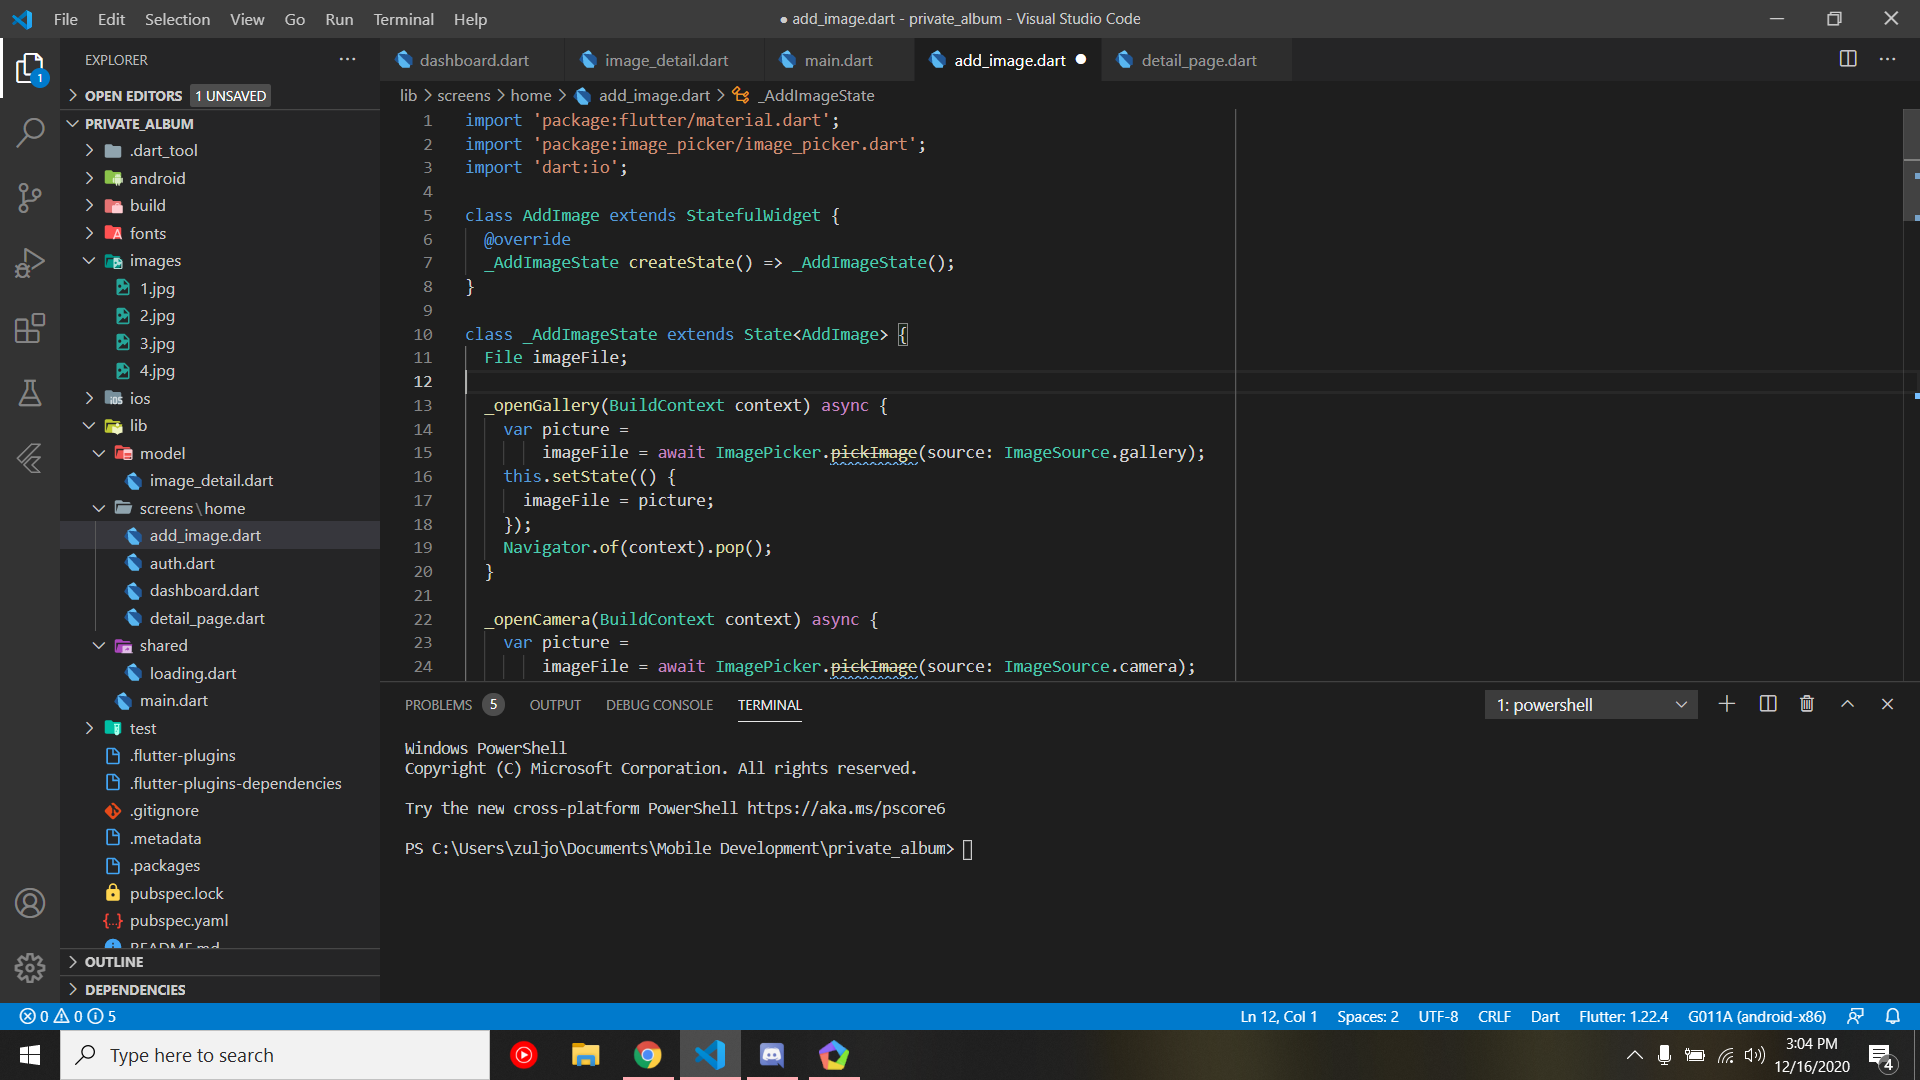 File Edit Selection View Go Run Terminal Help
● add_image.dart - private_album - Visual Studio Code
EXPLORER
OPEN EDITORS 1 UNSAVED
PRIVATE_ALBUM
.dart_tool
android
build
fonts
images
1.jpg
2.jpg
3.jpg
4.jpg
ios
lib
model
image_detail.dart
screens\home
add_image.dart
auth.dart
dashboard.dart
detail_page.dart
shared
loading.dart
main.dart
test
.flutter-plugins
.flutter-plugins-dependencies
.gitignore
.metadata
.packages
pubspec.lock
pubspec.yaml
README.md
OUTLINE
DEPENDENCIES
1
dashboard.dart image_detail.dart main.dart add_image.dart ● detail_page.dart
lib > screens > home > add_image.dart > _AddImageState
1 import 'package:flutter/material.dart';
2 import 'package:image_picker/image_picker.dart';
3 import 'dart:io';
4
5 class AddImage extends StatefulWidget {
6 @override
7 _AddImageState createState() => _AddImageState();
8 }
9
10 class _AddImageState extends State<AddImage> {
11 File imageFile;
12
13 _openGallery(BuildContext context) async {
14 var picture =
15 imageFile = await ImagePicker.pickImage(source: ImageSource.gallery);
16 this.setState(() {
17 imageFile = picture;
18 });
19 Navigator.of(context).pop();
20 }
21
22 _openCamera(BuildContext context) async {
23 var picture =
24 imageFile = await ImagePicker.pickImage(source: ImageSource.camera);
PROBLEMS 5 OUTPUT DEBUG CONSOLE TERMINAL 1: powershell
Windows PowerShell
Copyright (C) Microsoft Corporation. All rights reserved.
Try the new cross-platform PowerShell https://aka.ms/pscore6
PS C:\Users\zuljo\Documents\Mobile Development\private_album>
0 0 5 Ln 12, Col 1 Spaces: 2 UTF-8 CRLF Dart Flutter: 1.22.4 G011A (android-x86)
Type here to search
3:04 PM
12/16/2020
4